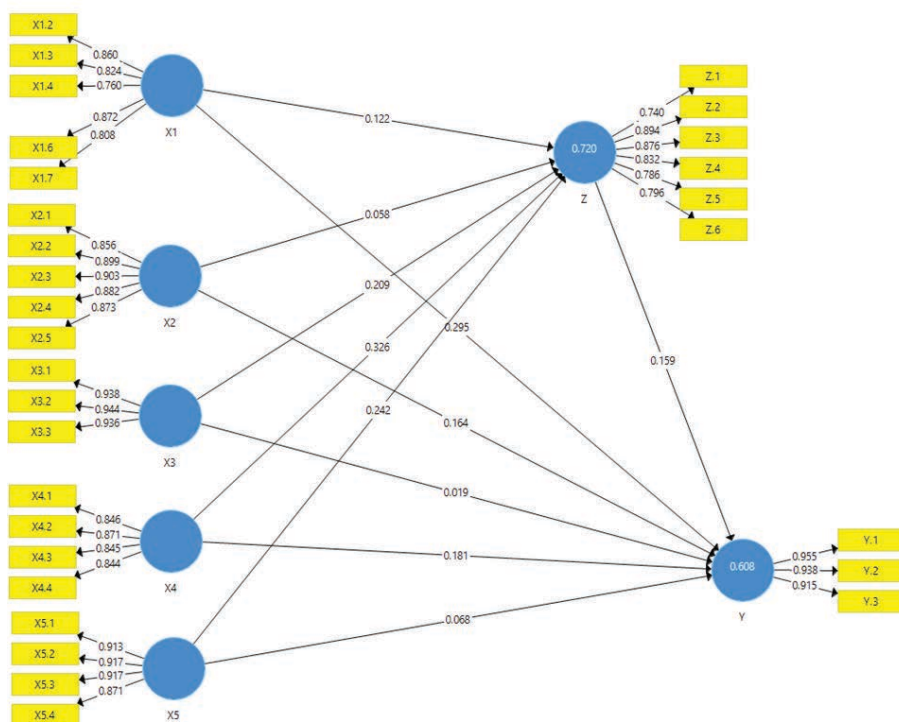 X1.2
X1.3
X1.4
X1.6
X1.7
0.860
0.824
0.760
0.872
0.808
X1
X2.1
X2.2
X2.3
X2.4
X2.5
0.856
0.899
0.903
0.882
0.873
X2
X3.1
X3.2
X3.3
0.938
0.944
0.936
X3
X4.1
X4.2
X4.3
X4.4
0.846
0.871
0.845
0.844
X4
X5.1
X5.2
X5.3
X5.4
0.913
0.917
0.917
0.871
X5
0.122
0.058
0.209
0.326
0.242
0.295
0.164
0.019
0.181
0.068
0.159
0.720
Z
0.740
0.894
0.876
0.832
0.786
0.796
Z.1
Z.2
Z.3
Z.4
Z.5
Z.6
0.608
Y
0.955
0.938
0.915
Y.1
Y.2
Y.3